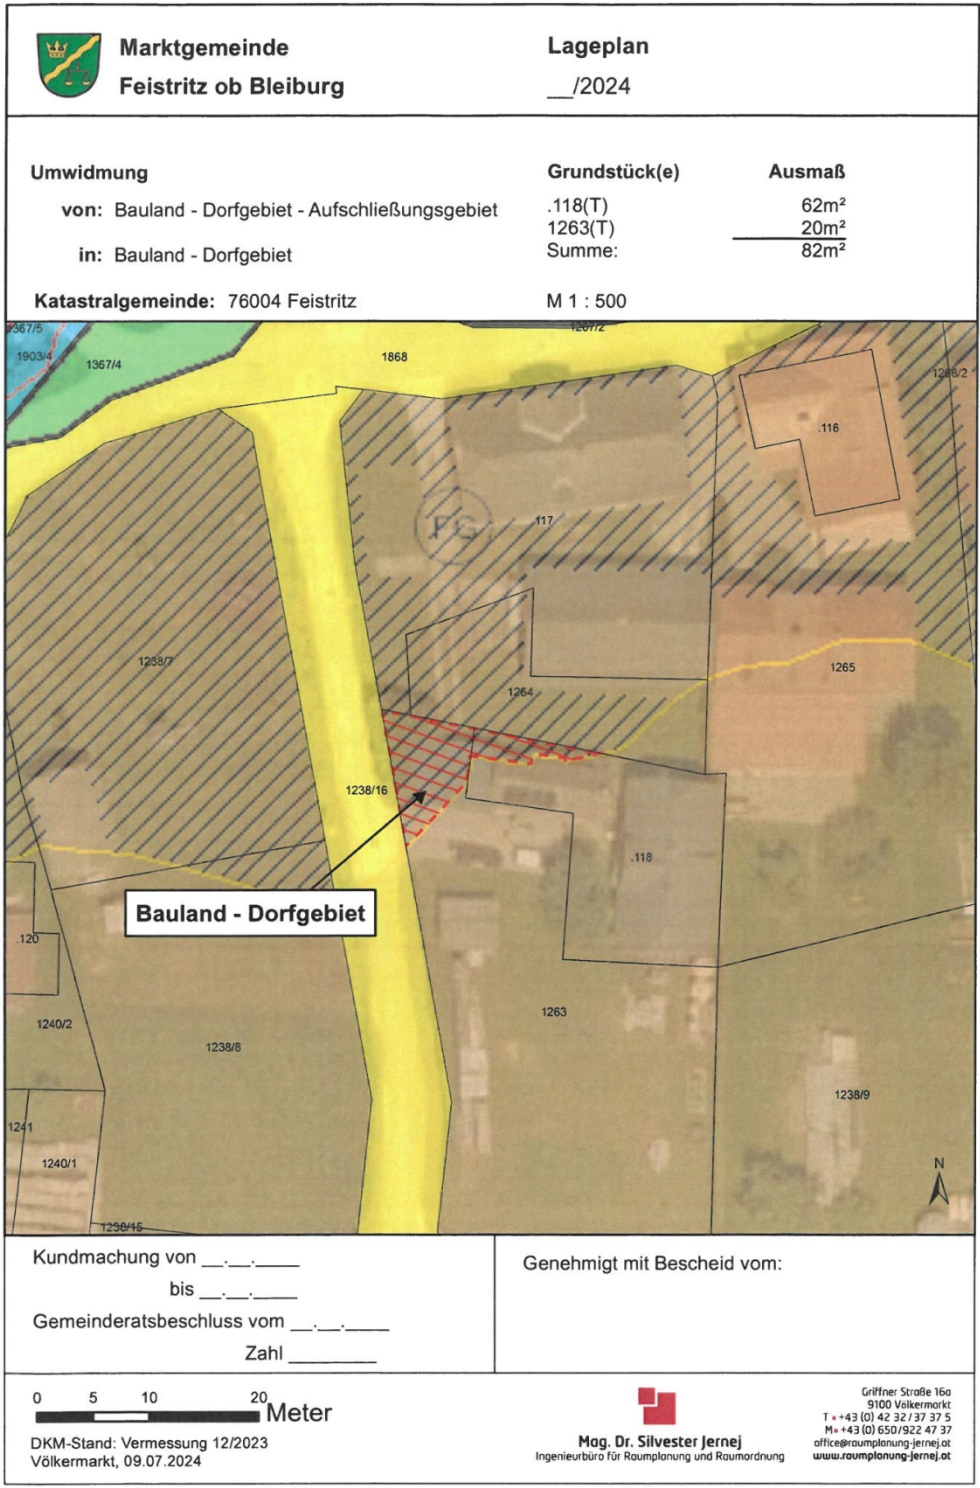 Marktgemeinde
Feistritz ob Bleiburg
Lageplan
__/2024
Umwidmung
von: Bauland - Dorfgebiet - Aufschließungsgebiet
in: Bauland - Dorfgebiet
Katastralgemeinde: 76004 Feistritz
Grundstück(e) Ausmaß
.118(T) 62m²
1263(T) 20m²
Summe: 82m²
M 1 : 500
1367/5
1903/4
1367/4
1868
1267/2
1266/2
.116
117
1238/7
1264
1265
1238/16
.118
Bauland - Dorfgebiet
.120
1240/2
1238/8
1263
1238/9
1241
1240/1
1238/15
N
Kundmachung von __.__.____
bis __.__.____
Gemeinderatsbeschluss vom __.__.____
Zahl ________
Genehmigt mit Bescheid vom:
0 5 10 20 Meter
DKM-Stand: Vermessung 12/2023
Völkermarkt, 09.07.2024
Mag. Dr. Silvester Jernej
Ingenieurbüro für Raumplanung und Raumordnung
Griffner Straße 16a
9100 Völkermarkt
T +43 (0) 42 32 / 37 37 5
M +43 (0) 650/922 47 37
office@raumplanung-jernej.at
www.raumplanung-jernej.at